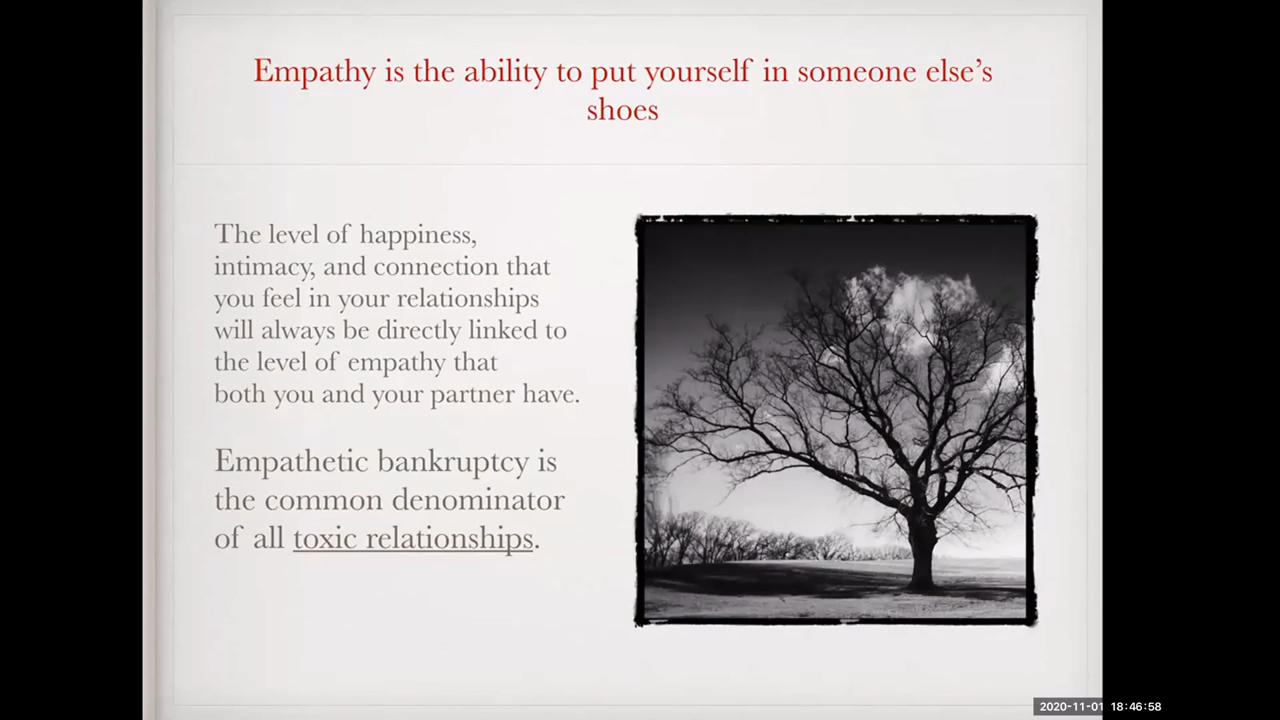 Empathy is the ability to put yourself in someone else’s
shoes
The level of happiness,
intimacy, and connection that
you feel in your relationships
will always be directly linked to
the level of empathy that
both you and your partner have.
Empathetic bankruptcy is
the common denominator
of all toxic relationships.
2020-11-01 18:46:58